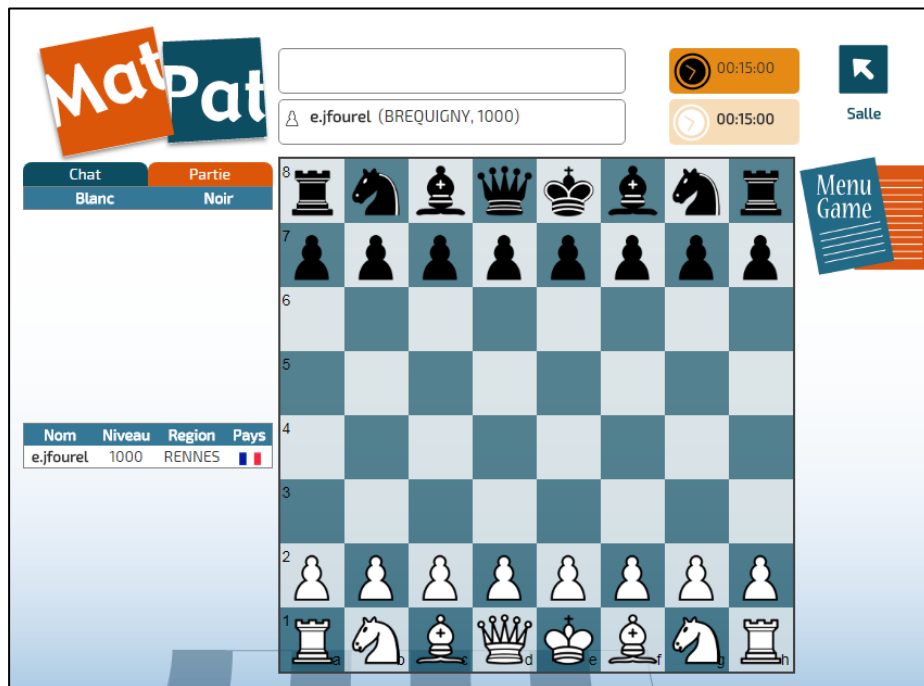 Mat Pat
e.jfourel (BREQUIGNY, 1000)
00:15:00
00:15:00
Salle
Chat Partie
Blanc Noir
Menu
Game
8
7
6
5
4
3
2
1
a b c d e f g h
Nom Niveau Region Pays
e.jfourel 1000 RENNES